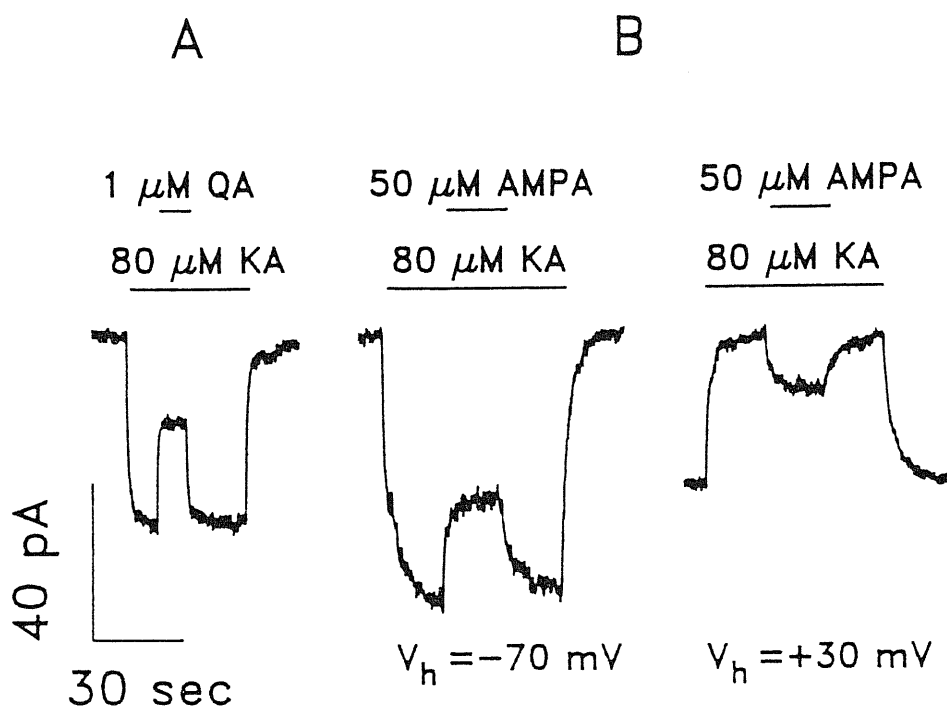 A
B
1 μM QA
50 μM AMPA
50 μM AMPA
80 μM KA
80 μM KA
80 μM KA
40 pA
30 sec
Vh = -70 mV
Vh = +30 mV